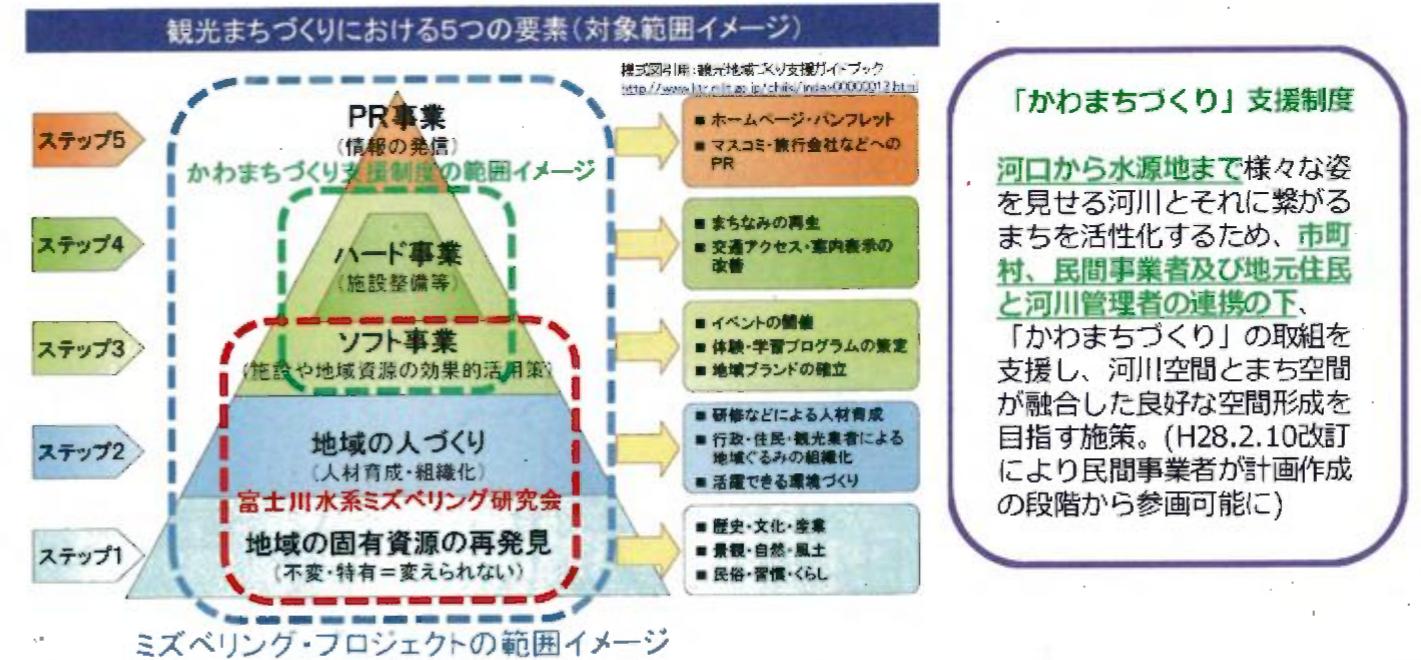 観光まちづくりにおける5つの要素(対象範囲イメージ)
様式図引用:観光地域づくり支援ガイドブック
ステップ5
PR事業
(情報の発信)
■ ホームページ・パンフレット
■ マスコミ・旅行会社などへの
PR
かわまちづくり支援制度の範囲イメージ
ステップ4
ハード事業
(施設整備等)
■ まちなみの再生
■ 交通アクセス・案内表示の
改善
ステップ3
ソフト事業
(施設や地域資源の効果的活用策)
■ イベントの開催
■ 体験・学習プログラムの策定
■ 地域ブランドの確立
ステップ2
地域の人づくり
(人材育成・組織化)
■ 研修などによる人材育成
■ 行政・住民・観光業者による
地域ぐるみの組織化
■ 活躍できる環境づくり
富士川水系ミズベリング研究会
ステップ1
地域の固有資源の再発見
(不変・特有=変えられない)
■ 歴史・文化・産業
■ 景観・自然・風土
■ 民俗・習慣・くらし
ミズベリング・プロジェクトの範囲イメージ
「かわまちづくり」支援制度
河口から水源地まで様々な姿
を見せる河川とそれに繋がる
まちを活性化するため、市町
村、民間事業者及び地元住民
と河川管理者の連携の下、
「かわまちづくり」の取組を
支援し、河川空間とまち空間
が融合した良好な空間形成を
目指す施策。(H28.2.10改訂
により民間事業者が計画作成
の段階から参画可能に)